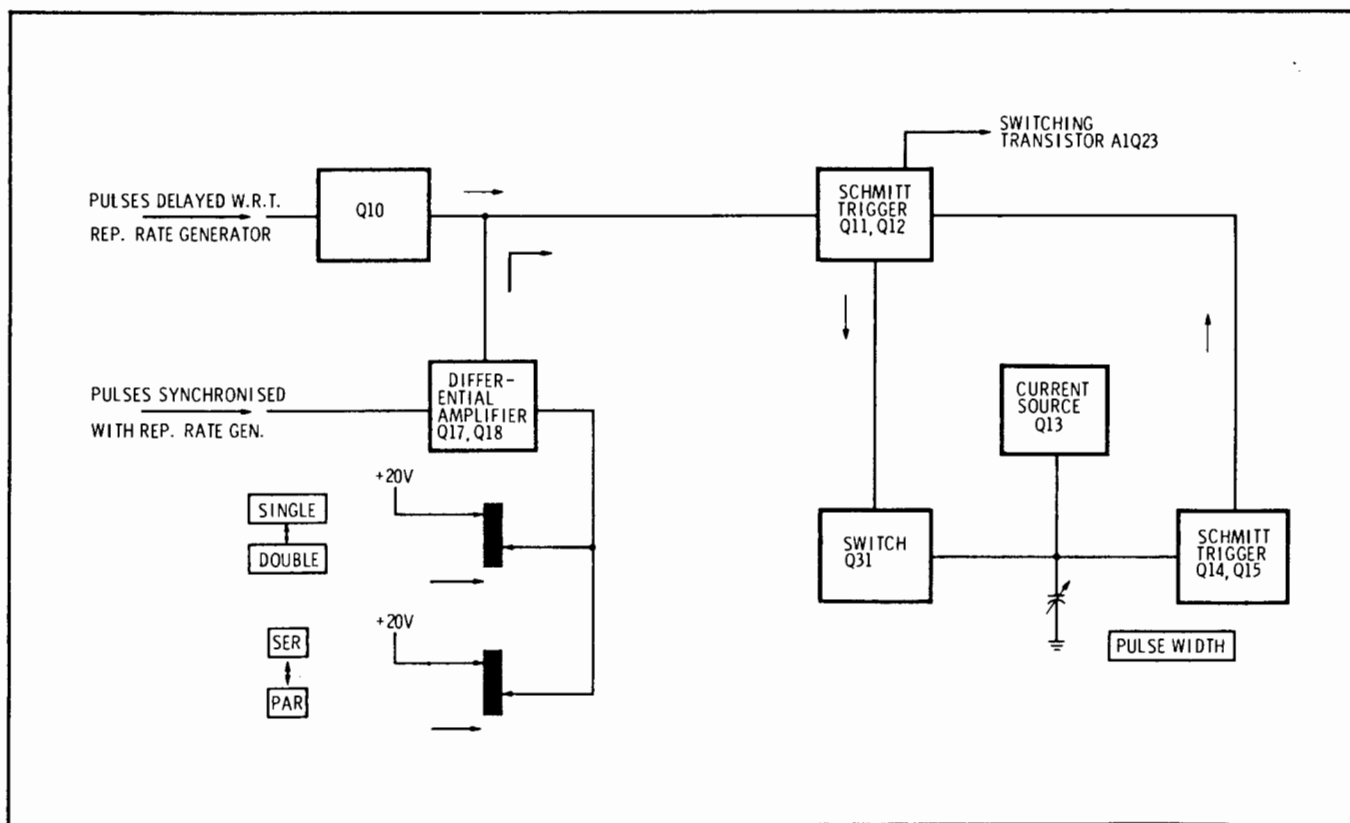 SWITCHING
TRANSISTOR A1Q23
PULSES DELAYED W.R.T.
REP. RATE GENERATOR
Q10
SCHMITT
TRIGGER
Q11, Q12
PULSES SYNCHRONISED
WITH REP. RATE GEN.
DIFFER-
ENTIAL
AMPLIFIER
Q17, Q18
CURRENT
SOURCE
Q13
+20V
SINGLE
DOUBLE
SWITCH
Q31
SCHMITT
TRIGGER
Q14, Q15
+20V
SER
PAR
PULSE WIDTH